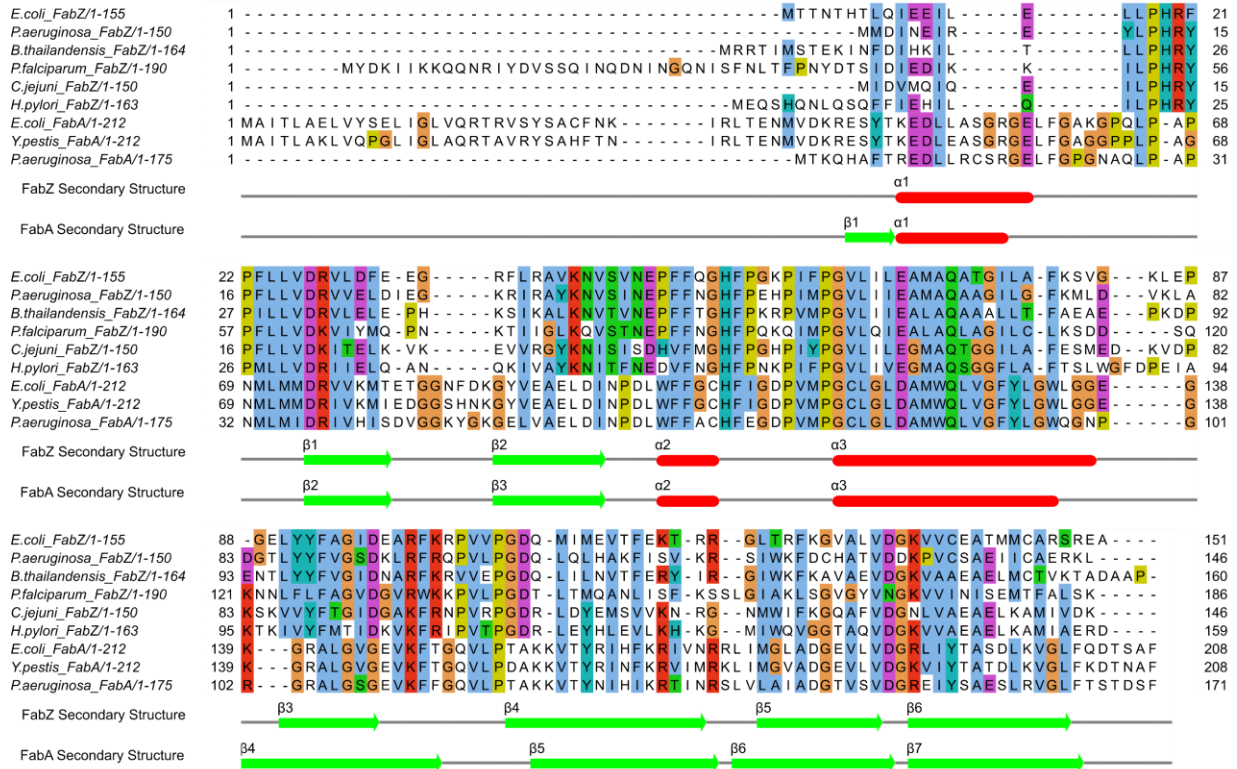 E.coli_FabZ/1-155 1 -------------------------------------------MTTNTHTLQIEEIL-----E-------LLPHRF 21
P.aeruginosa_FabZ/1-150 1 -------------------------------------------------MMDINEIR-----E-------YLPHRY 15
B.thailandensis_FabZ/1-164 1 --------------------------------------MRRTIMSTEKINFDIHKIL-----T-------LLPHRY 26
P.falciparum_FabZ/1-190 1 --------MYDKIIKKQQNRIYDVSSQINQDNINGQNISFNLTFPNYDTSIDIEDIK-----K-------ILPHRY 56
C.jejuni_FabZ/1-150 1 -------------------------------------------------MIDVMQIQ-----E-------ILPHRY 15
H.pylori_FabZ/1-163 1 ---------------------------------------MEQSHQNLQSQFFIEHIL-----Q-------ILPHRY 25
E.coli_FabA/1-212 1 MAITLAELVYSELIGLVQRTRVSYSACFNK-------IRLTENMVDKRESYTKEDLLASGRGELFGAKGPQLP-AP 68
Y.pestis_FabA/1-212 1 MAITLAKLVQPGLIGLAQRTAVRYSAHFTN-------IRLTENMVDKRESYTKEDLEASGRGELFGAGGPPLP-AG 68
P.aeruginosa_FabA/1-175 1 --------------------------------------------MTKQHAFTREDLLRCSRGELFGPGNAQLP-AP 31
α1
FabZ Secondary Structure
β1 α1
FabA Secondary Structure
E.coli_FabZ/1-155 22 PFLLVDRVLDFE-EG-----RFLRAVKNVSVNEPFFQGHFPGKPIFPGVLILEAMAQATGILA-FKSVG---KLEP 87
P.aeruginosa_FabZ/1-150 16 PFLLVDRVVELDIEG-----KRIRAYKNVSINEPFFNGHFPEHPIMPGVLIIEAMAQAAGILG-FKMLD---VKLA 82
B.thailandensis_FabZ/1-164 27 PILLVDRVLELE-PH-----KSIKALKNVTVNEPFFTGHFPKRPVMPGVLIIEALAQAAALLT-FAEAE---PKDP 92
P.falciparum_FabZ/1-190 57 PFLLVDKVIYMQ-PN-----KTIIGLKQVSTNEPFFNGHFPQKQIMPGVLQIEALAQLAGILC-LKSDD-----SQ 120
C.jejuni_FabZ/1-150 16 PFLLVDKITELK-VK-----EVVRGYKNISISDHVFMGHFPGHPIYPGVLILEGMAQTGGILA-FESMED--KVDP 82
H.pylori_FabZ/1-163 26 PMLLVDRIIELQ-AN-----QKIVAYKNITFNEDVFNGHFPNKPIFPGVLIVEGMAQSGGFLA-FTSLWGFDPEIA 94
E.coli_FabA/1-212 69 NMLMMDRVVKMTETGGNFDKGYVEAELDINPDLWFFGCHFIGDPVMPGCLGLDAMWQLVGFYLGWLGGE------G 138
Y.pestis_FabA/1-212 69 NMLMMDRVVKMIEDGGSHNKGYVEAELDINPDLWFFGCHFIGDPVMPGCLGLDAMWQLVGFYLGWLGGE------G 138
P.aeruginosa_FabA/1-175 32 NMLMIDRIVHISDVGGKYGKGELVAELDINPDLWFFACHFEGDPVMPGCLGLDAMWQLVGFYLGWQGNP------G 101
β1 β2 α2 α3
FabZ Secondary Structure
β2 β3 α2 α3
FabA Secondary Structure
E.coli_FabZ/1-155 88 -GELYYFAGIDEARFKRPVVPGDQ-MIMEVTFEKT-RR--GLTRFKGVALVDGKVVCEATMMCARSREA---- 151
P.aeruginosa_FabZ/1-150 83 DGTLYYFVGSDKLRFRQPVLPGDQ-LQLHAKFISV-KR--SIWKFDCHATVDDKPVCSAEIICAERKL----- 146
B.thailandensis_FabZ/1-164 93 ENTLYYFVGIDNARFKRVVEPGDQ-LILNVTFERY-IR--GIWKFKAVAEVDGKVAAEAELMCTVKTADAAP- 160
P.falciparum_FabZ/1-190 121 KNNLFLFAGVDGVRWKKPVLPGDT-LTMQANLISF-KSSLGIAKLSGVGYVNGKVVINISEMTFALSK----- 186
C.jejuni_FabZ/1-150 83 KSKVVYFTGIDGAKFRNPVRPGDR-LDYEMSVVKN-RG--NMWIFKGQAFVDGNLVAEAELKAMIVDK----- 146
H.pylori_FabZ/1-163 95 KTKIVYFMTIDKVKFRIPVTPGDR-LEYHLEVLKH-KG--MIWQVGGTAQVDGKVVAEAELKAMIAERD---- 159
E.coli_FabA/1-212 139 K---GRALGVGEVKFTGQVLPTAKKVTYRIHFKRIVNRRLIMGLADGEVLVDGRLIYTASDLKVGLFQDTSAF 208
Y.pestis_FabA/1-212 139 K---GRALGVGEVKFTGQVLPDAKKVTYRINFKRVIMRKLIMGVADGEVLVDGKVIYTATDLKVGLFKDTNAF 208
P.aeruginosa_FabA/1-175 102 R---GRALGSGEVKFFGQVLPTAKKVTYNIHIKRTINRSLVLAIADGTVSVDGREIYSAESLRVGLFTSTDSF 171
β3 β4 β5 β6
FabZ Secondary Structure
β4 β5 β6 β7
FabA Secondary Structure